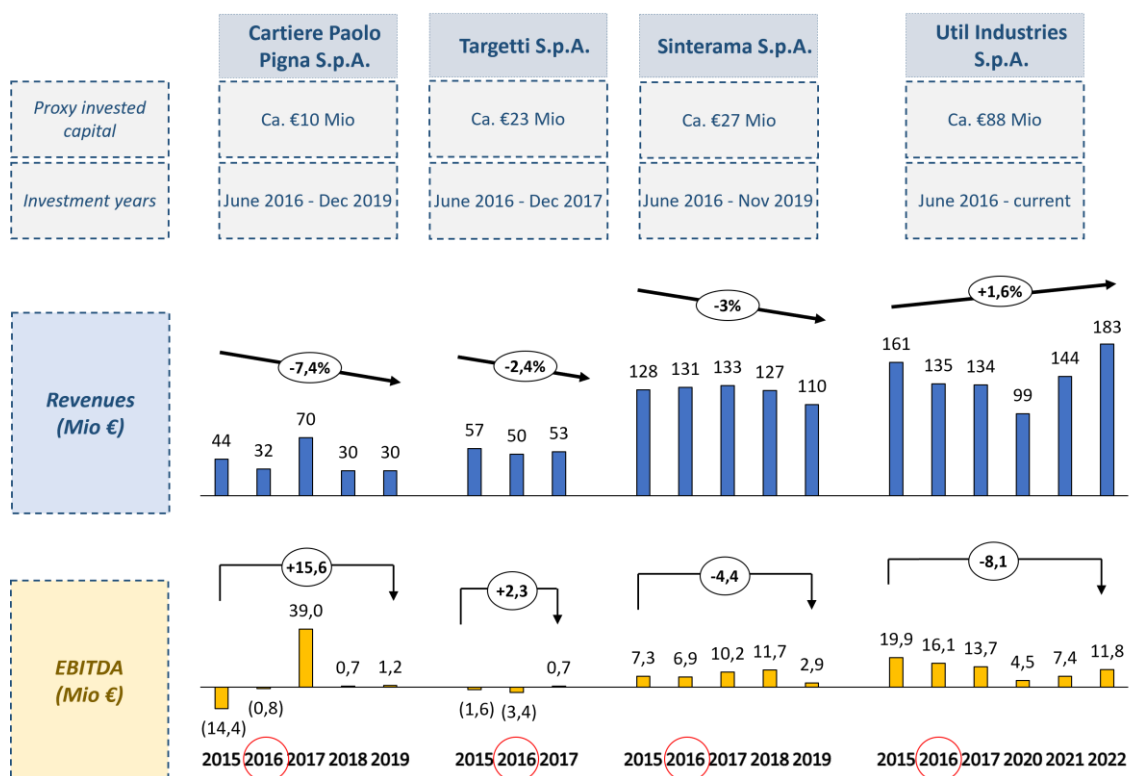 Cartiere Paolo
Pigna S.p.A.
Targetti S.p.A.
Sinterama S.p.A.
Util Industries
S.p.A.
Proxy invested
capital
Ca. €10 Mio
Ca. €23 Mio
Ca. €27 Mio
Ca. €88 Mio
Investment years
June 2016 - Dec 2019
June 2016 - Dec 2017
June 2016 - Nov 2019
June 2016 - current
Revenues
(Mio €)
-7,4%
44 32 70 30 30
-2,4%
57 50 53
-3%
128 131 133 127 110
+1,6%
161 135 134 99 144 183
EBITDA
(Mio €)
+15,6
(14,4) (0,8) 39,0 0,7 1,2
2015 2016 2017 2018 2019
+2,3
(1,6) (3,4) 0,7
2015 2016 2017
-4,4
7,3 6,9 10,2 11,7 2,9
2015 2016 2017 2018 2019
-8,1
19,9 16,1 13,7 4,5 7,4 11,8
2015 2016 2017 2020 2021 2022